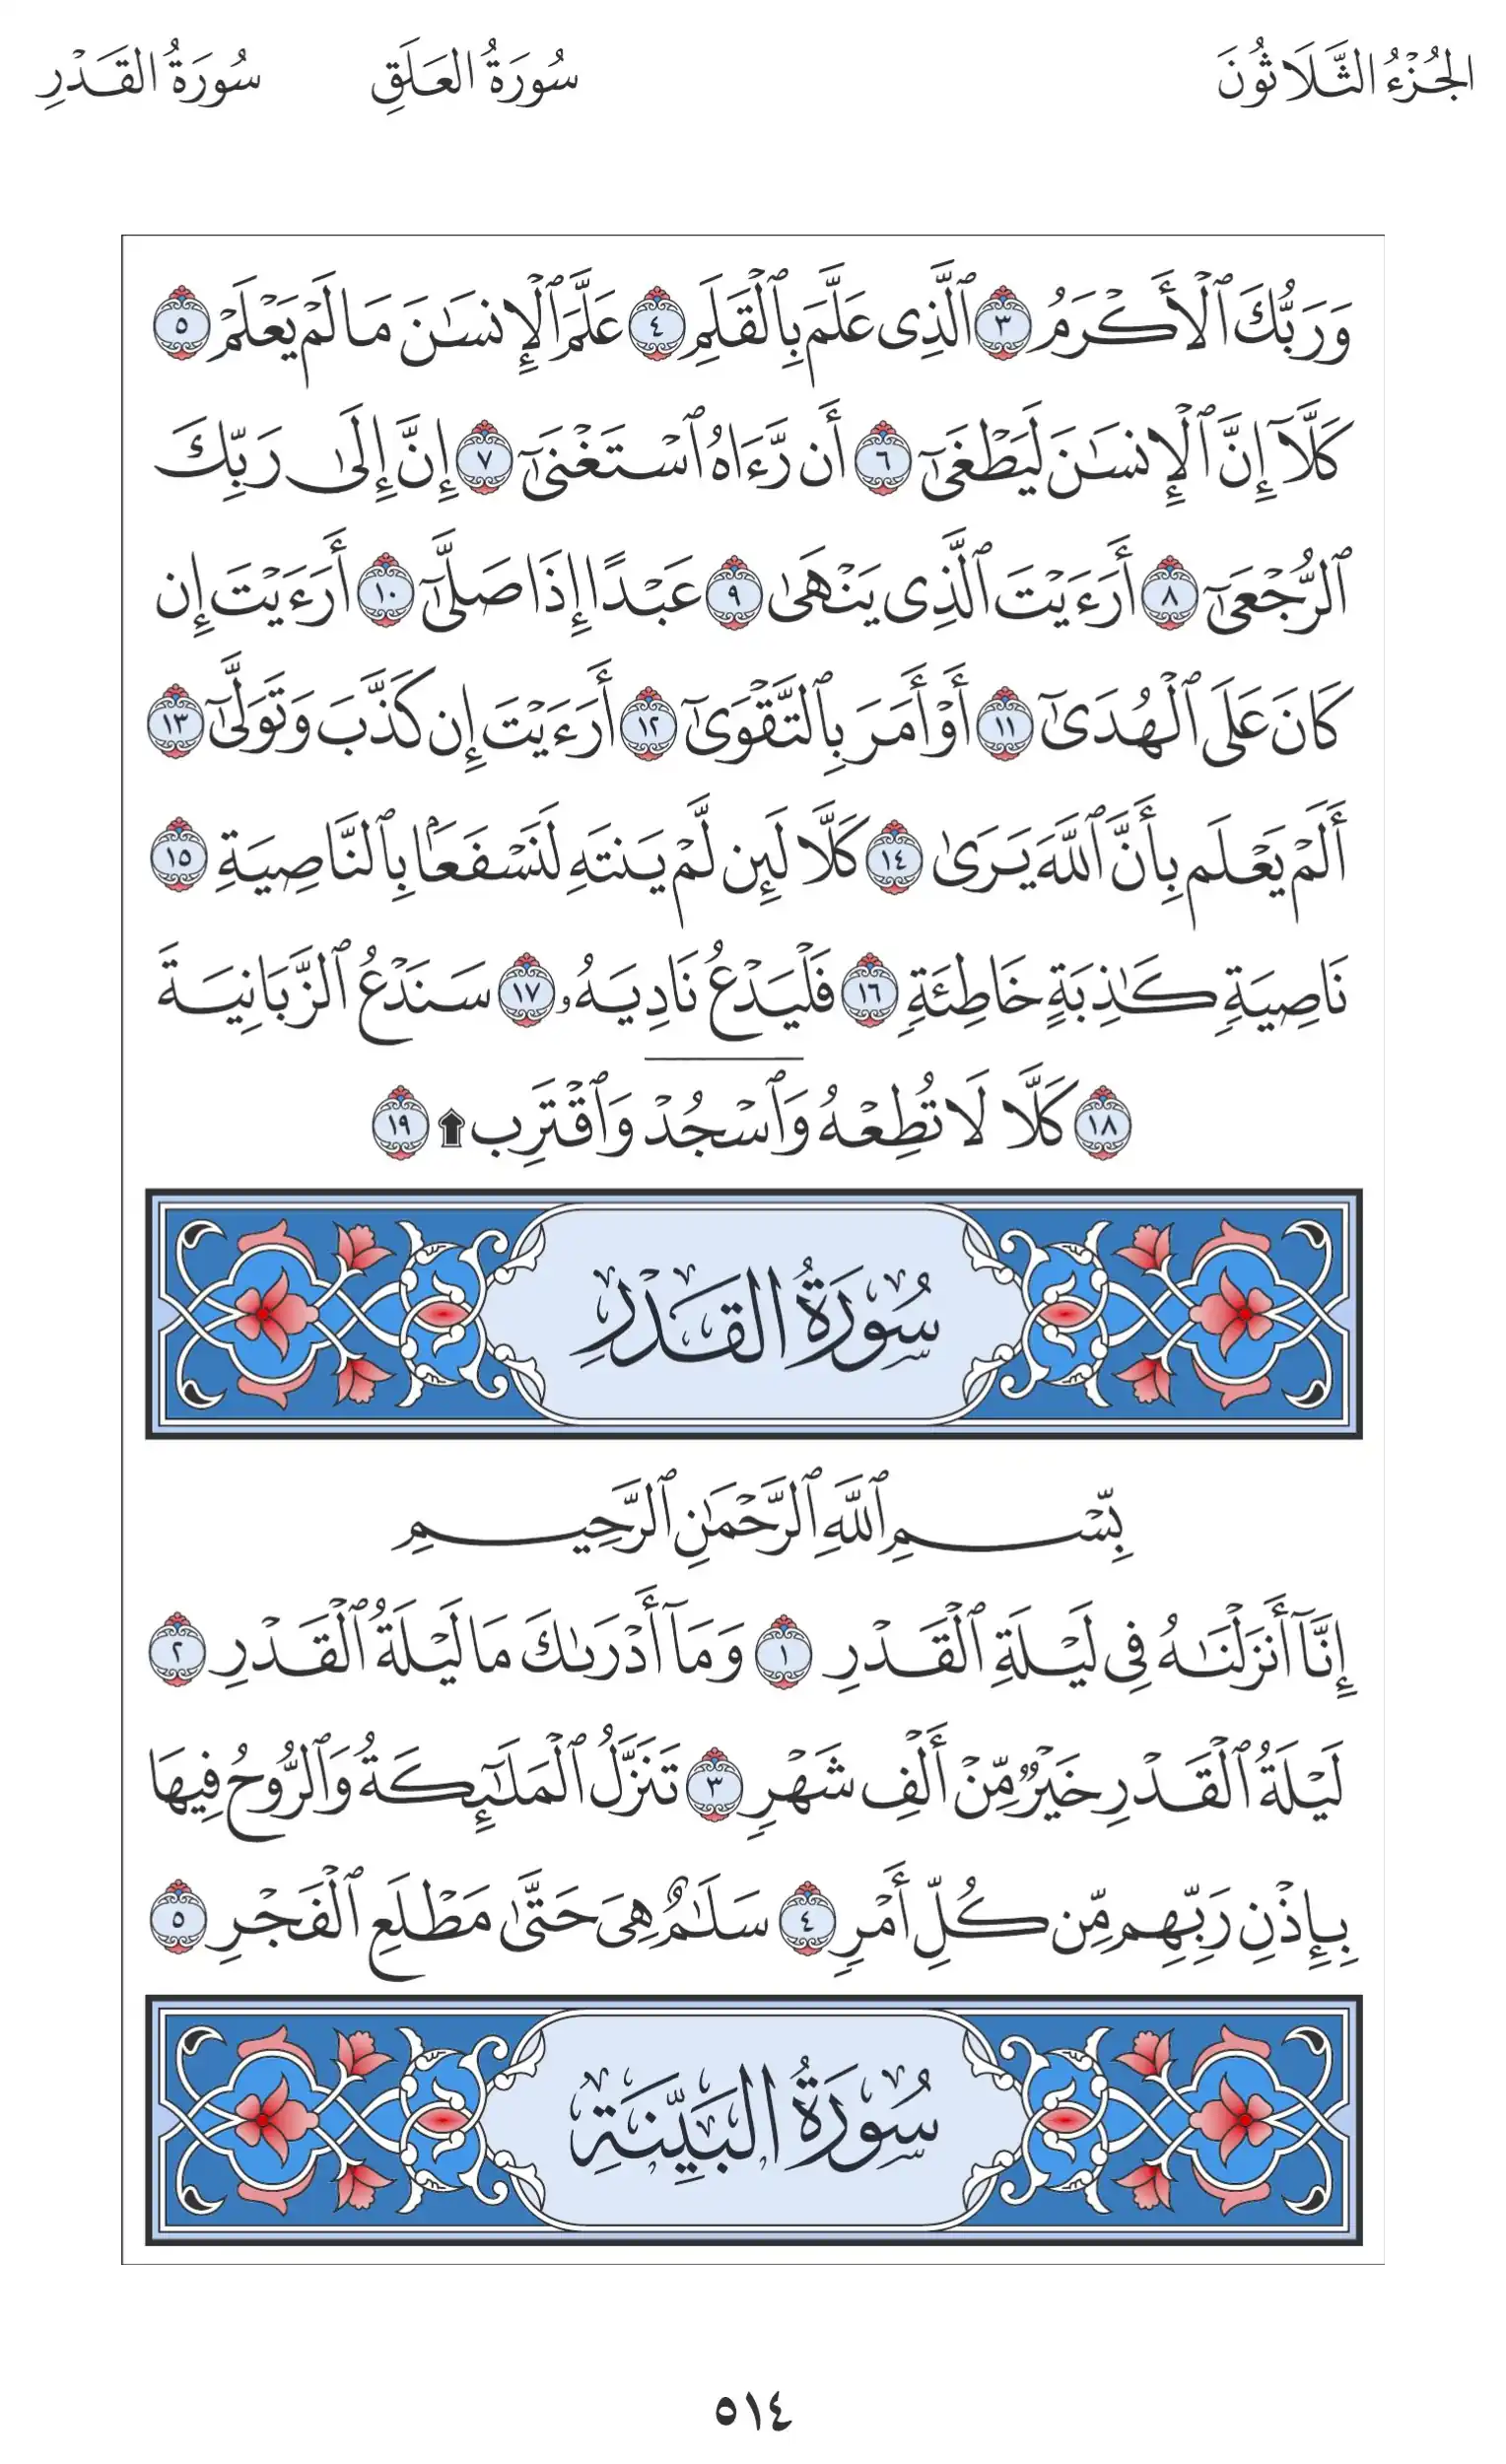 الجُزْءُ الثَّلَاثُونَ سُورَةُ العَلَقِ سُورَةُ القَدْرِ
وَرَبُّكَ ٱلْأَكْرَمُ ٣ ٱلَّذِى عَلَّمَ بِٱلْقَلَمِ ٤ عَلَّمَ ٱلْإِنسَـٰنَ مَا لَمْ يَعْلَمْ ٥
كَلَّآ إِنَّ ٱلْإِنسَـٰنَ لَيَطْغَىٰٓ ٦ أَن رَّءَاهُ ٱسْتَغْنَىٰٓ ٧ إِنَّ إِلَىٰ رَبِّكَ
ٱلرُّجْعَىٰٓ ٨ أَرَءَيْتَ ٱلَّذِى يَنْهَىٰ ٩ عَبْدًا إِذَا صَلَّىٰٓ ١٠ أَرَءَيْتَ إِن
كَانَ عَلَى ٱلْهُدَىٰٓ ١١ أَوْ أَمَرَ بِٱلتَّقْوَىٰٓ ١٢ أَرَءَيْتَ إِن كَذَّبَ وَتَوَلَّىٰٓ ١٣
أَلَمْ يَعْلَم بِأَنَّ ٱللَّهَ يَرَىٰ ١٤ كَلَّا لَئِن لَّمْ يَنتَهِ لَنَسْفَعَۢا بِٱلنَّاصِيَةِ ١٥
نَاصِيَةٍ كَـٰذِبَةٍ خَاطِئَةٍ ١٦ فَلْيَدْعُ نَادِيَهُۥ ١٧ سَنَدْعُ ٱلزَّبَانِيَةَ
١٨ كَلَّا لَا تُطِعْهُ وَٱسْجُدْ وَٱقْتَرِب ۩ ١٩
سُورَةُ القَدْرِ
بِّسْمِ ٱللَّهِ ٱلرَّحْمَـٰنِ ٱلرَّحِيمِ
إِنَّآ أَنزَلْنَـٰهُ فِى لَيْلَةِ ٱلْقَدْرِ ١ وَمَآ أَدْرَىٰكَ مَا لَيْلَةُ ٱلْقَدْرِ ٢
لَيْلَةُ ٱلْقَدْرِ خَيْرٌ مِّنْ أَلْفِ شَهْرٍ ٣ تَنَزَّلُ ٱلْمَلَـٰٓئِكَةُ وَٱلرُّوحُ فِيهَا
بِإِذْنِ رَبِّهِم مِّن كُلِّ أَمْرٍ ٤ سَلَـٰمٌ هِىَ حَتَّىٰ مَطْلَعِ ٱلْفَجْرِ ٥
سُورَةُ البَيِّنَةِ
٥١٤